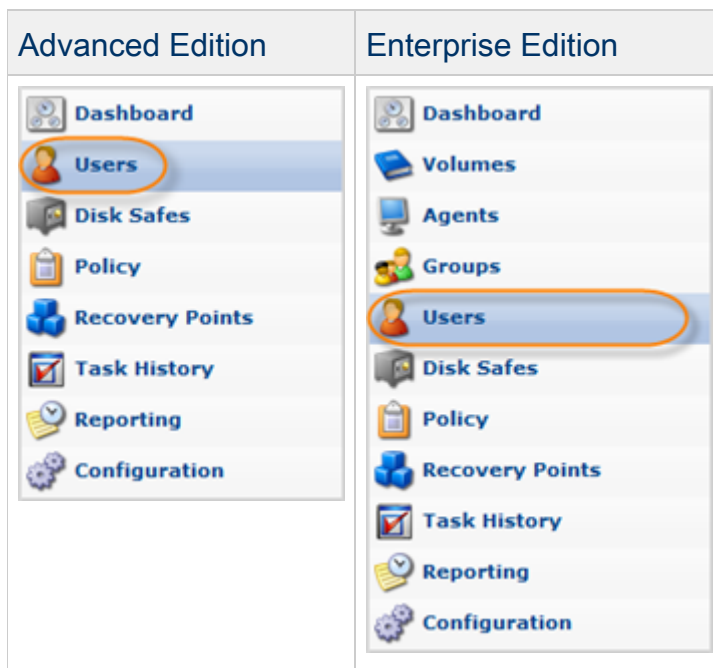 Advanced Edition
Enterprise Edition
Dashboard
Users
Disk Safes
Policy
Recovery Points
Task History
Reporting
Configuration
Dashboard
Volumes
Agents
Groups
Users
Disk Safes
Policy
Recovery Points
Task History
Reporting
Configuration